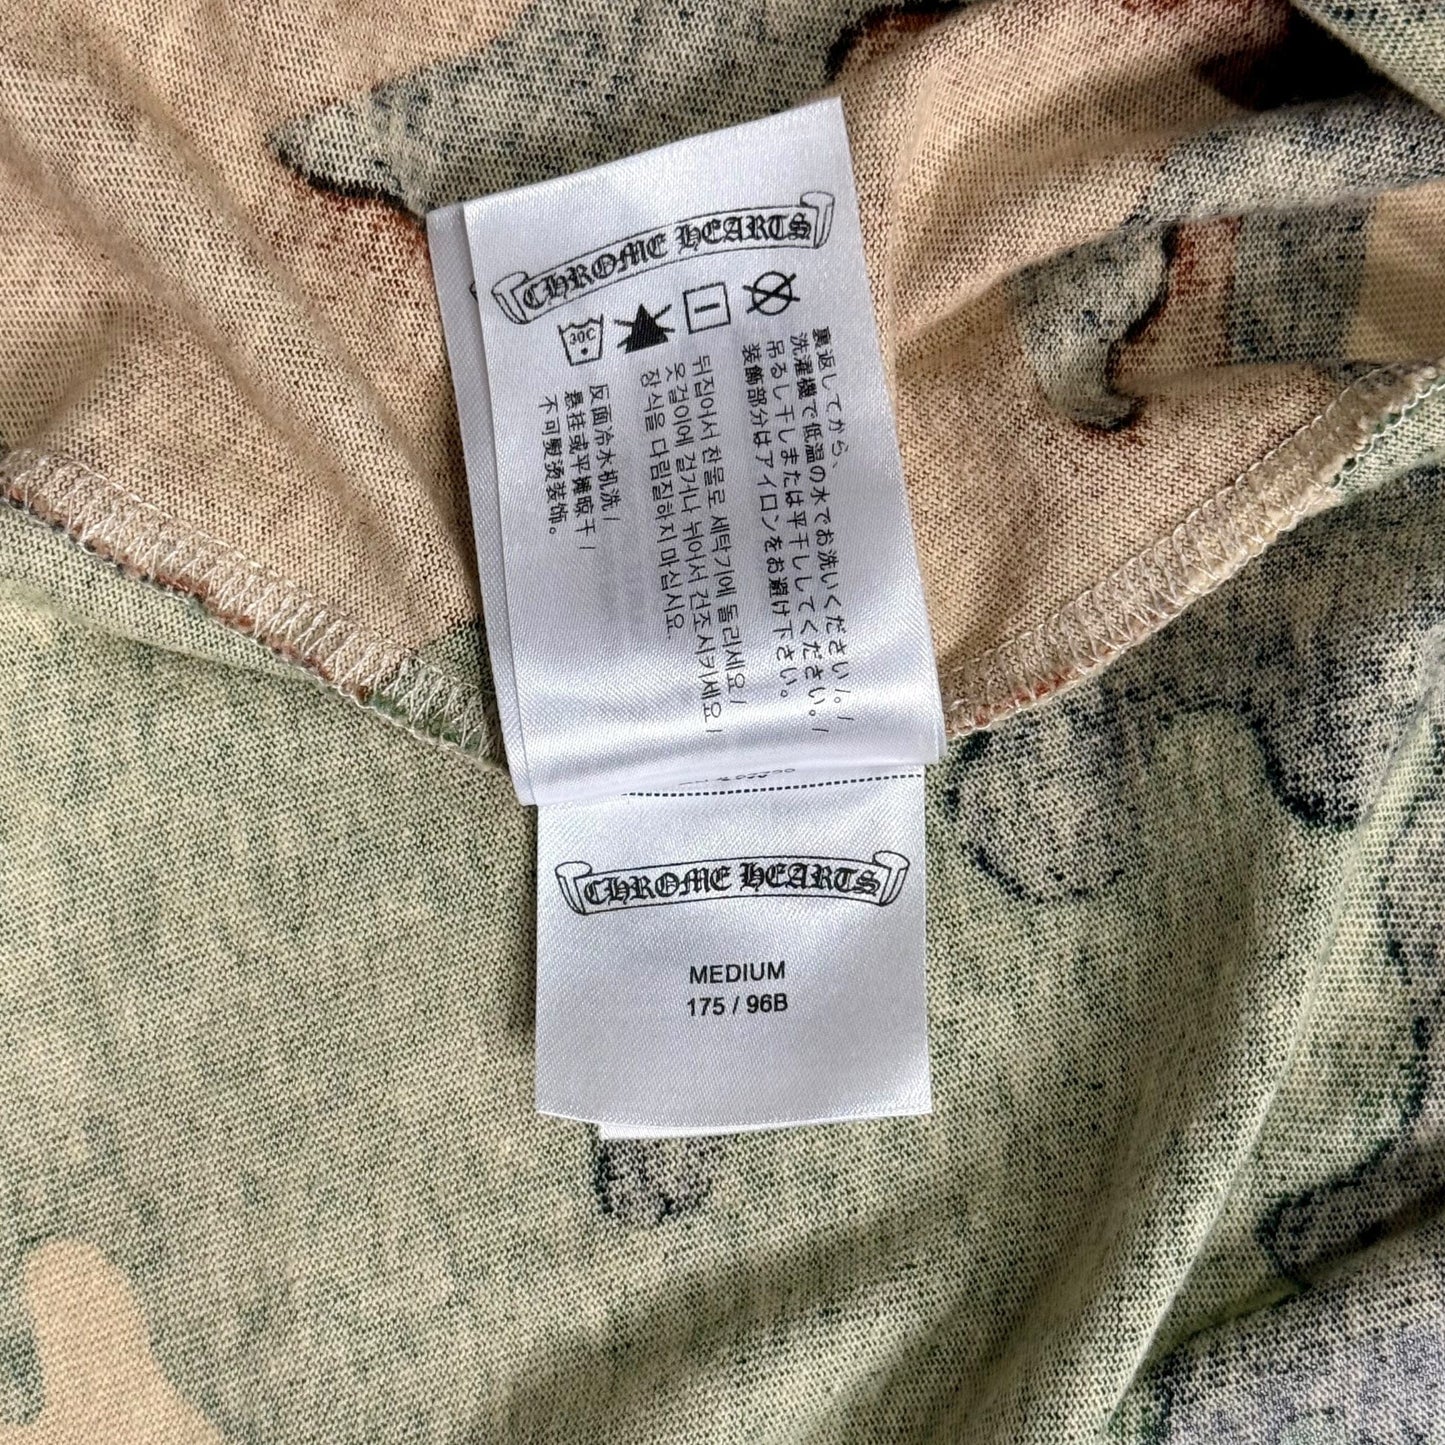 CHROME HEARTS
30C
裏返してから、
洗濯機で低温の水でお洗いください/。/
吊るし干しまたは平干ししてください。/
装飾部分はアイロンをお避け下さい。
뒤집어서 찬물로 세탁기에 돌리세요/
옷걸이에 걸거나 뉘어서 건조시키세요/
장식을 다림질하지 마십시요.
反面冷水机洗/
悬挂或平摊晾干/
不可熨烫装饰。
CHROME HEARTS
MEDIUM
175 / 96B